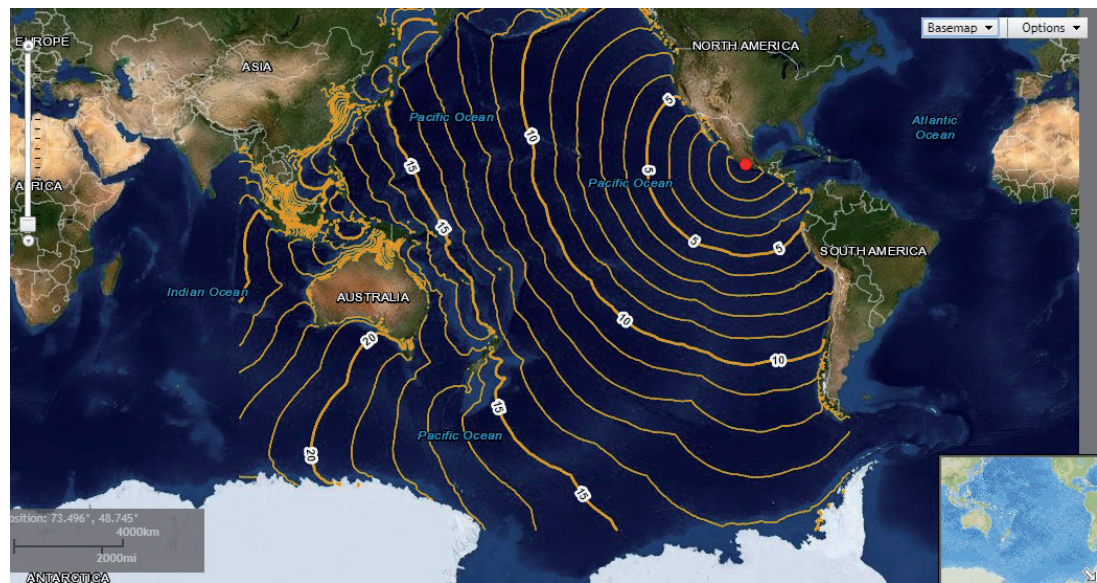 Basemap
Options
EUROPE
ASIA
NORTH AMERICA
5
Pacific Ocean
10
Atlantic
Ocean
15
5
Pacific Ocean
15
5
5
SOUTH AMERICA
Indian Ocean
AUSTRALIA
10
20
10
15
Pacific Ocean
20
15
73.496°, 48.745°
4000km
2000mi
ANTARCTICA